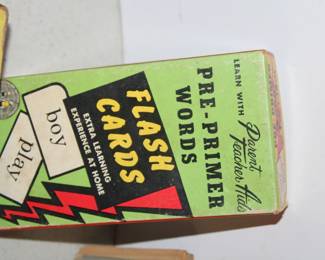 LEARN WITH Parent Teacher Aids
PRE-PRIMER
WORDS
FLASH
CARDS
EXTRA LEARNING
EXPERIENCE AT HOME
boy
play